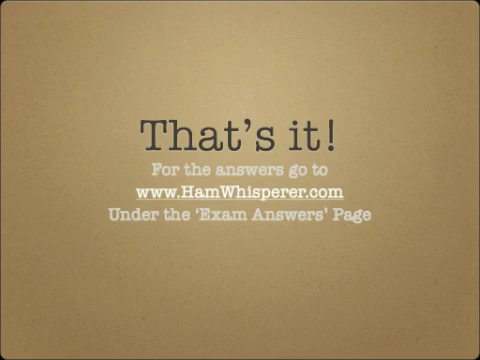 That's it!
For the answers go to
www.HamWhisperer.com
Under the 'Exam Answers' Page